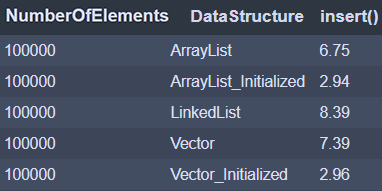 NumberOfElements DataStructure insert()
100000 ArrayList 6.75
100000 ArrayList_Initialized 2.94
100000 LinkedList 8.39
100000 Vector 7.39
100000 Vector_Initialized 2.96